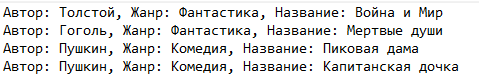 Автор: Толстой, Жанр: Фантастика, Название: Война и Мир
Автор: Гоголь, Жанр: Фантастика, Название: Мертвые души
Автор: Пушкин, Жанр: Комедия, Название: Пиковая дама
Автор: Пушкин, Жанр: Комедия, Название: Капитанская дочка